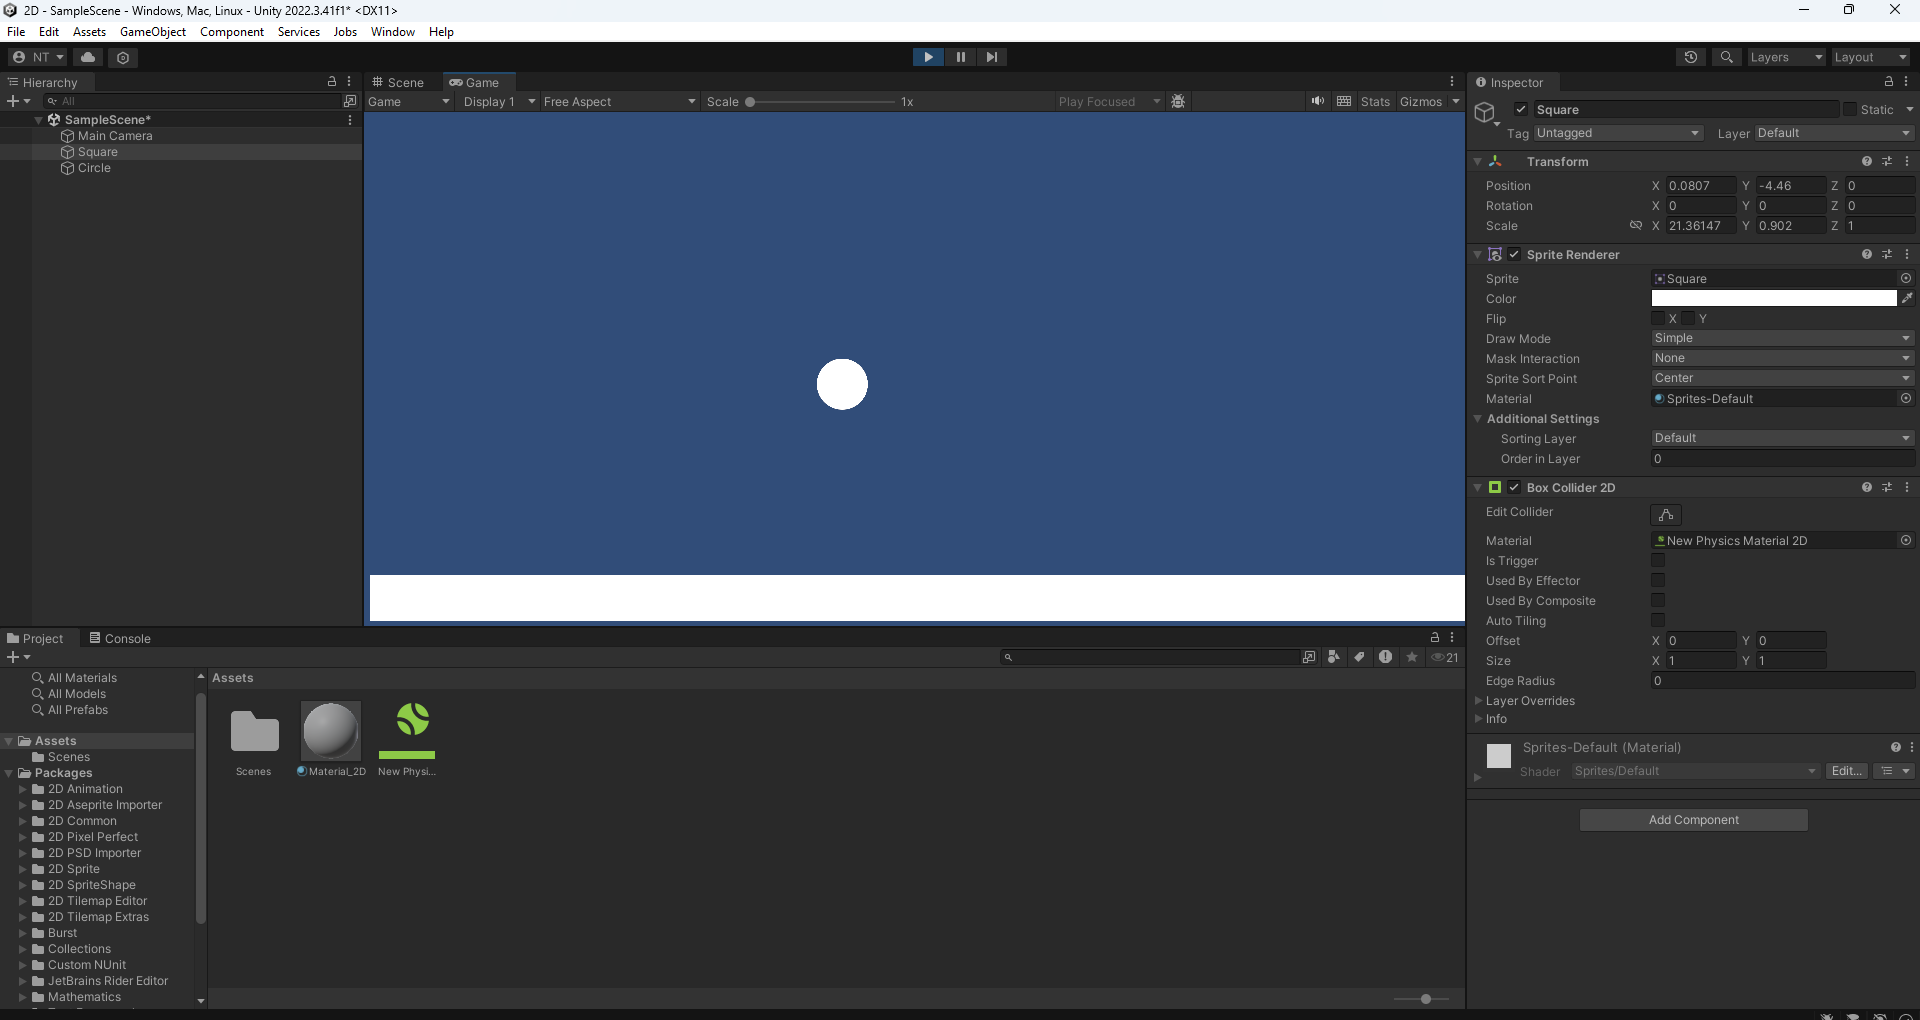 2D - SampleScene - Windows, Mac, Linux - Unity 2022.3.41f1* <DX11>
File Edit Assets GameObject Component Services Jobs Window Help
NT
Layers
Layout
Hierarchy
All
SampleScene*
Main Camera
Square
Circle
Scene
Game
Game
Display 1
Free Aspect
Scale
1x
Play Focused
Stats
Gizmos
Inspector
Square
Static
Tag Untagged
Layer Default
Transform
Position X 0.0807 Y -4.46 Z 0
Rotation X 0 Y 0 Z 0
Scale X 21.36147 Y 0.902 Z 1
Sprite Renderer
Sprite Square
Color
Flip X Y
Draw Mode Simple
Mask Interaction None
Sprite Sort Point Center
Material Sprites-Default
Additional Settings
Sorting Layer Default
Order in Layer 0
Box Collider 2D
Edit Collider
Material New Physics Material 2D
Is Trigger
Used By Effector
Used By Composite
Auto Tiling
Offset X 0 Y 0
Size X 1 Y 1
Edge Radius 0
Layer Overrides
Info
Sprites-Default (Material)
Shader Sprites/Default Edit...
Add Component
Project
Console
21
All Materials
All Models
All Prefabs
Assets
Scenes
Packages
2D Animation
2D Aseprite Importer
2D Common
2D Pixel Perfect
2D PSD Importer
2D Sprite
2D SpriteShape
2D Tilemap Editor
2D Tilemap Extras
Burst
Collections
Custom NUnit
JetBrains Rider Editor
Mathematics
Assets
Scenes
Material_2D
New Physi...